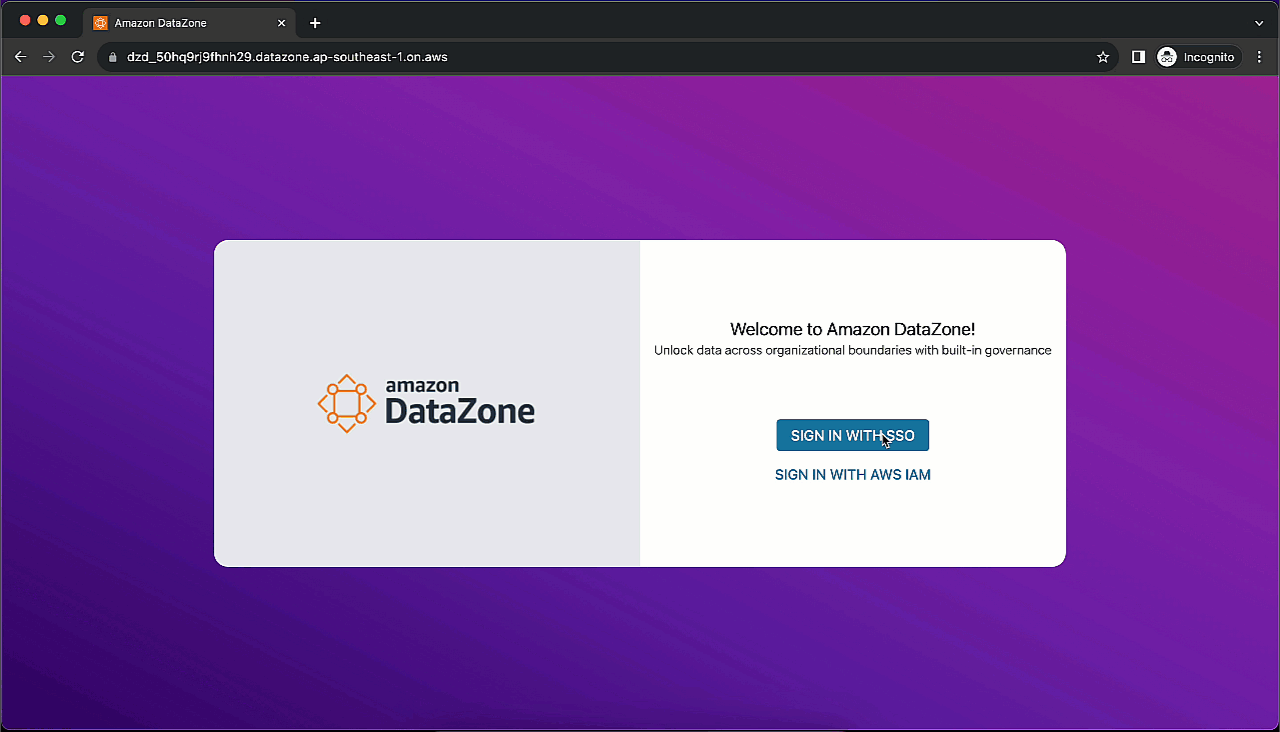 Amazon DataZone
dzd_50hq9rj9fhnh29.datazone.ap-southeast-1.on.aws
Incognito
amazon
DataZone
Welcome to Amazon DataZone!
Unlock data across organizational boundaries with built-in governance
SIGN IN WITH SSO
SIGN IN WITH AWS IAM